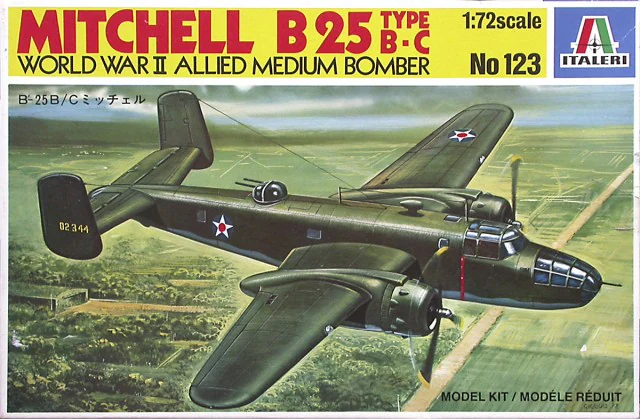 MITCHELL B25 TYPE B-C
WORLD WAR II ALLIED MEDIUM BOMBER
1:72scale
No 123
ITALERI
B-25B/Cミッチェル
02344
MODEL KIT / MODÈLE RÉDUIT